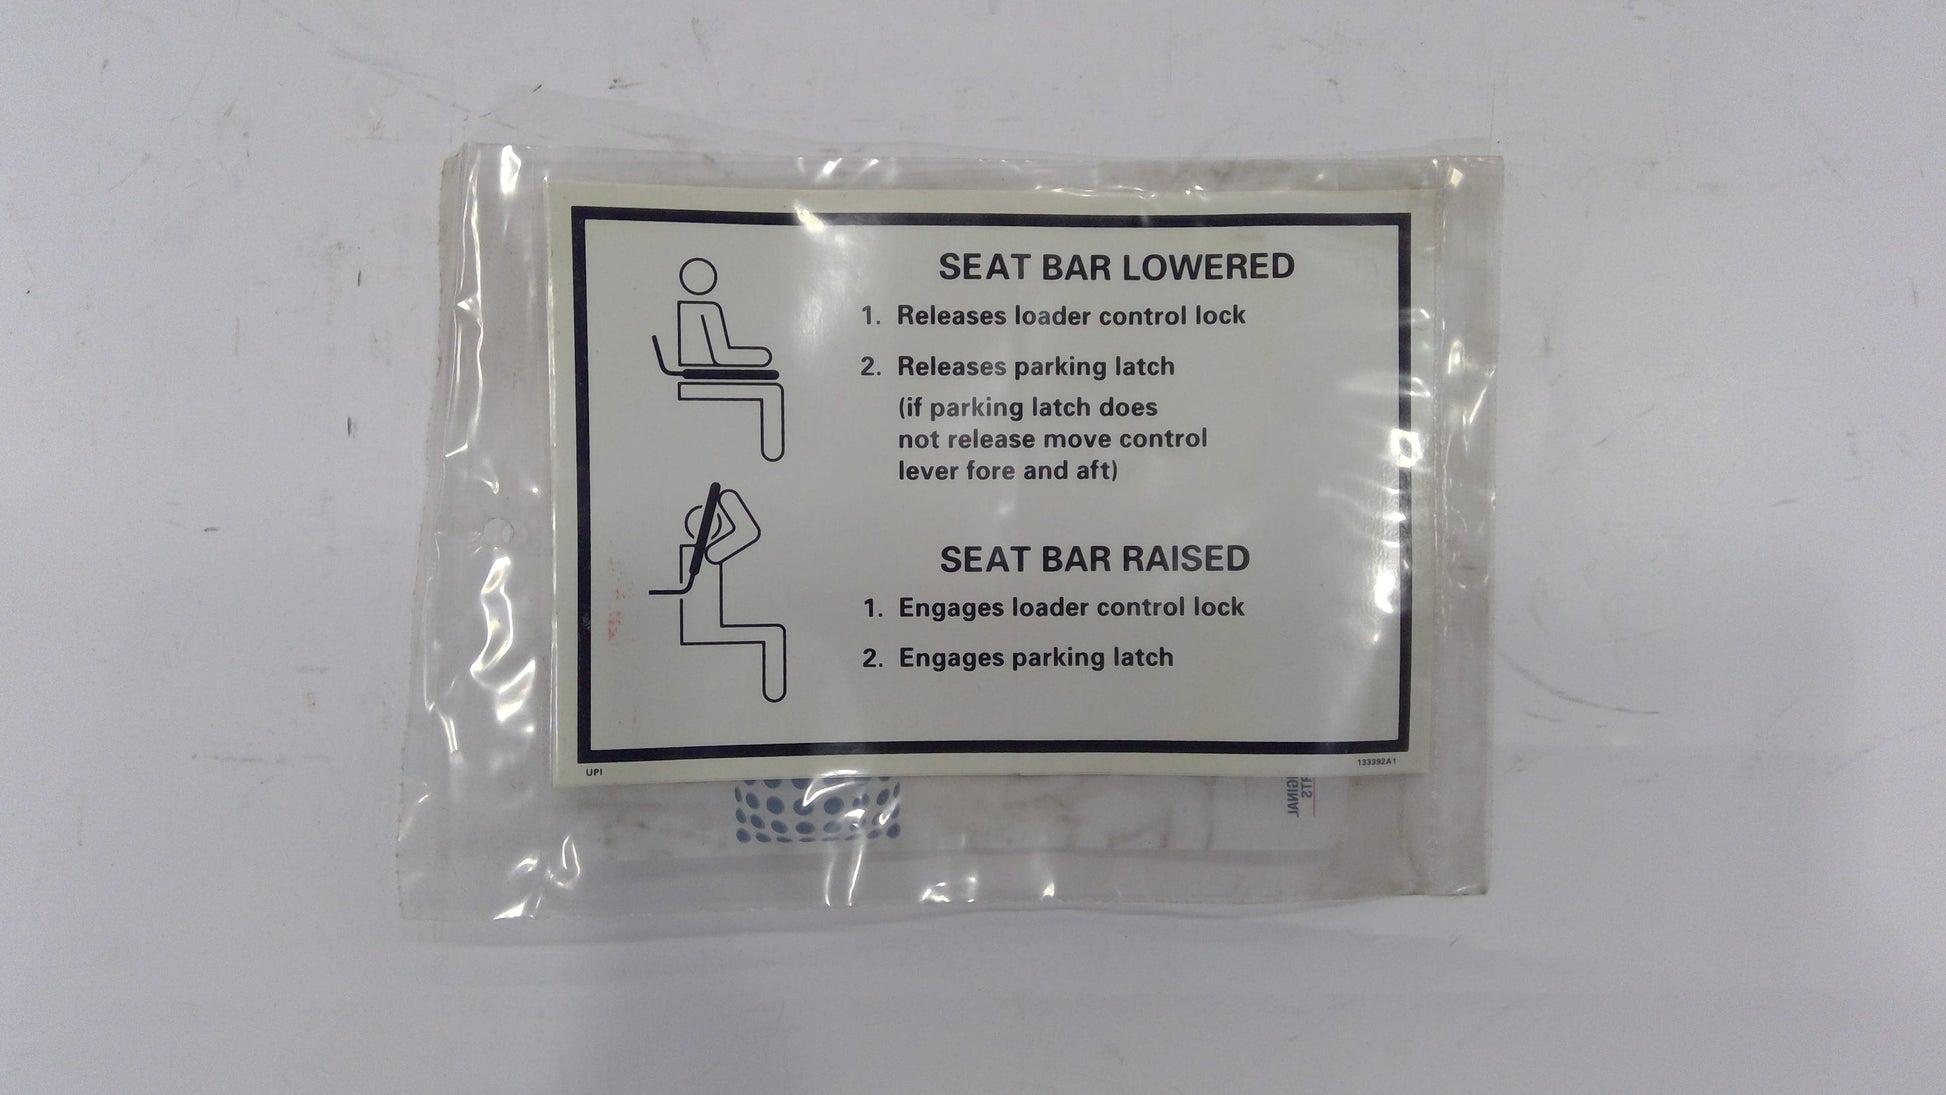 SEAT BAR LOWERED
1. Releases loader control lock
2. Releases parking latch
(if parking latch does
not release move control
lever fore and aft)
SEAT BAR RAISED
1. Engages loader control lock
2. Engages parking latch
UPI
133392A1